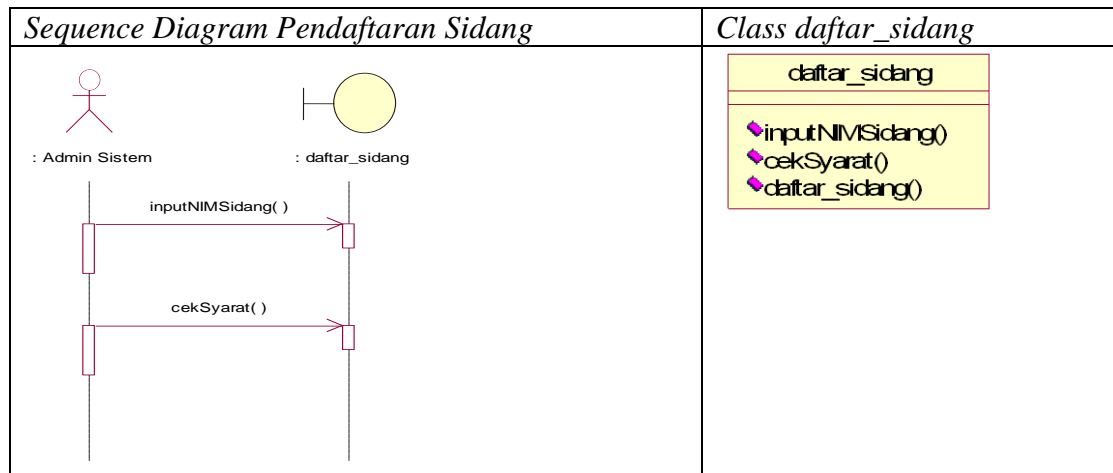 Sequence Diagram Pendaftaran Sidang
Class daftar_sidang
: Admin Sistem
: daftar_sidang
inputNIMSidang( )
cekSyarat( )
daftar_sidang
inputNIMSidang()
cekSyarat()
daftar_sidang()